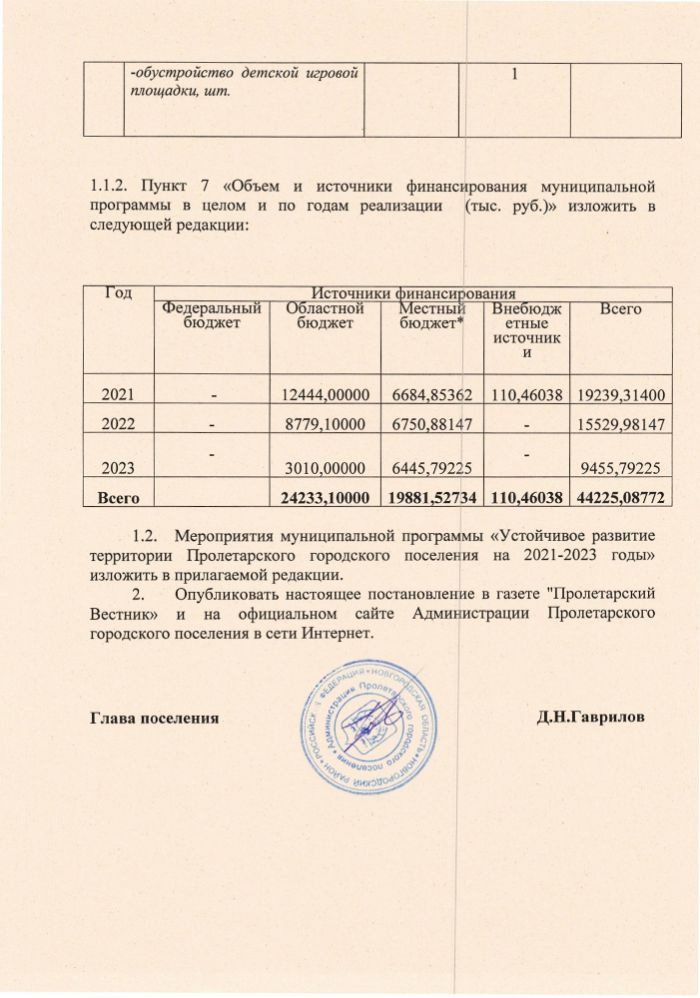 -обустройство детской игровой
площадки, шт.
1
1.1.2. Пункт 7 «Объем и источники финансирования муниципальной
программы в целом и по годам реализации (тыс. руб.)» изложить в
следующей редакции:
Год Источники финансирования
Федеральный Областной Местный Внебюдж Всего
бюджет бюджет бюджет* етные
источник
и
2021 - 12444,00000 6684,85362 110,46038 19239,31400
2022 - 8779,10000 6750,88147 - 15529,98147
- -
2023 3010,00000 6445,79225 9455,79225
Всего 24233,10000 19881,52734 110,46038 44225,08772
1.2. Мероприятия муниципальной программы «Устойчивое развитие
территории Пролетарского городского поселения на 2021-2023 годы»
изложить в прилагаемой редакции.
2. Опубликовать настоящее постановление в газете "Пролетарский
Вестник» и на официальном сайте Администрации Пролетарского
городского поселения в сети Интернет.
Глава поселения Д.Н.Гаврилов
НОВГОРОДСКАЯ ОБЛАСТЬ • НОВГОРОДСКИЙ РАЙОН •
Администрация Пролетарского городского поселения